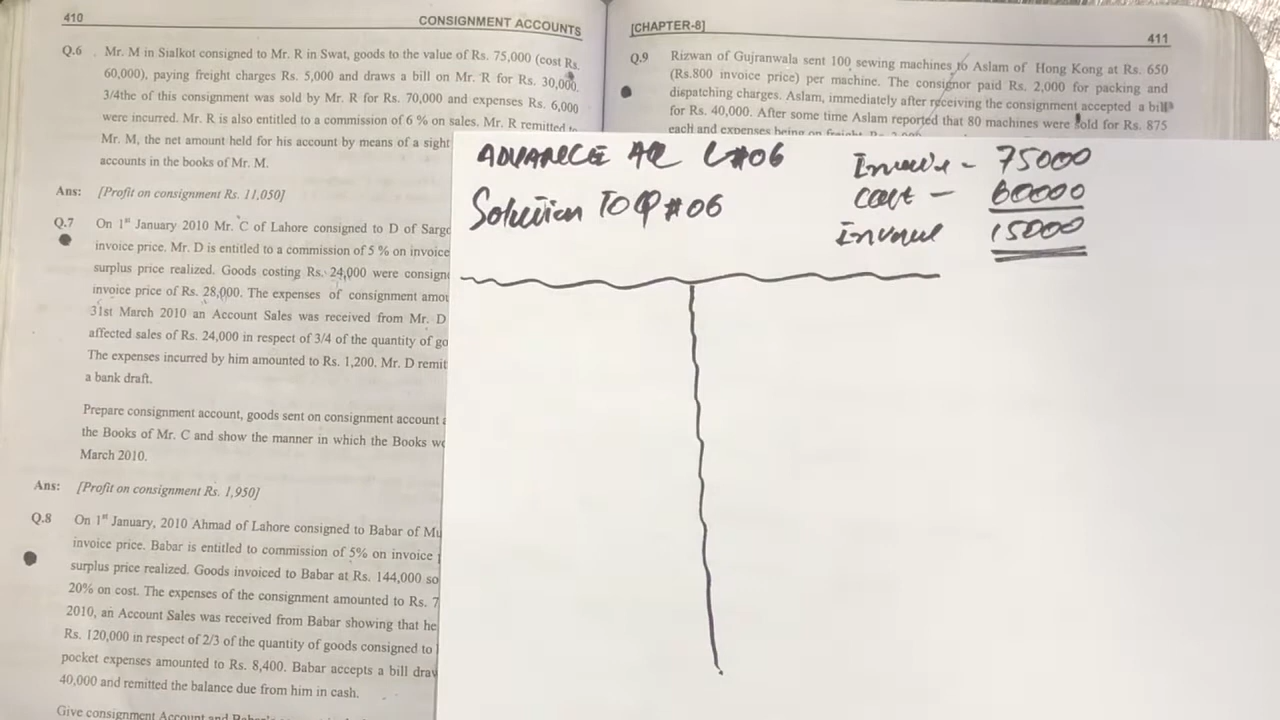 410
CONSIGNMENT ACCOUNTS
Q.6 Mr. M in Sialkot consigned to Mr. R in Swat, goods to the value of Rs. 75,000 (cost Rs.
60,000), paying freight charges Rs. 5,000 and draws a bill on Mr. R for Rs. 30,000.
3/4the of this consignment was sold by Mr. R for Rs. 70,000 and expenses Rs. 6,000
were incurred. Mr. R is also entitled to a commission of 6 % on sales. Mr. R remitted to
Mr. M, the net amount held for his account by means of a sight
accounts in the books of Mr. M.
Ans: [Profit on consignment Rs. 11,050]
Q.7 On 1st January 2010 Mr. C of Lahore consigned to D of Sargo
invoice price. Mr. D is entitled to a commission of 5 % on invoice
surplus price realized. Goods costing Rs. 24,000 were consign
invoice price of Rs. 28,000. The expenses of consignment amou
31st March 2010 an Account Sales was received from Mr. D
affected sales of Rs. 24,000 in respect of 3/4 of the quantity of go
The expenses incurred by him amounted to Rs. 1,200. Mr. D remit
a bank draft.
Prepare consignment account, goods sent on consignment account
the Books of Mr. C and show the manner in which the Books wo
March 2010.
Ans: [Profit on consignment Rs. 1,950]
Q.8 On 1st January, 2010 Ahmad of Lahore consigned to Babar of Mu
invoice price. Babar is entitled to commission of 5% on invoice
surplus price realized. Goods invoiced to Babar at Rs. 144,000 so
20% on cost. The expenses of the consignment amounted to Rs. 7
2010, an Account Sales was received from Babar showing that he
Rs. 120,000 in respect of 2/3 of the quantity of goods consigned to
pocket expenses amounted to Rs. 8,400. Babar accepts a bill draw
40,000 and remitted the balance due from him in cash.
Give consignment Account and
[CHAPTER-8]
411
Q.9 Rizwan of Gujranwala sent 100 sewing machines to Aslam of Hong Kong at Rs. 650
(Rs.800 invoice price) per machine. The consignor paid Rs. 2,000 for packing and
dispatching charges. Aslam, immediately after receiving the consignment accepted a bill
for Rs. 40,000. After some time Aslam reported that 80 machines were sold for Rs. 875
each and expenses being on freight
ADVANCE L#06
Solution TO Q#06
Invoice - 75000
Cost - 60000
15000